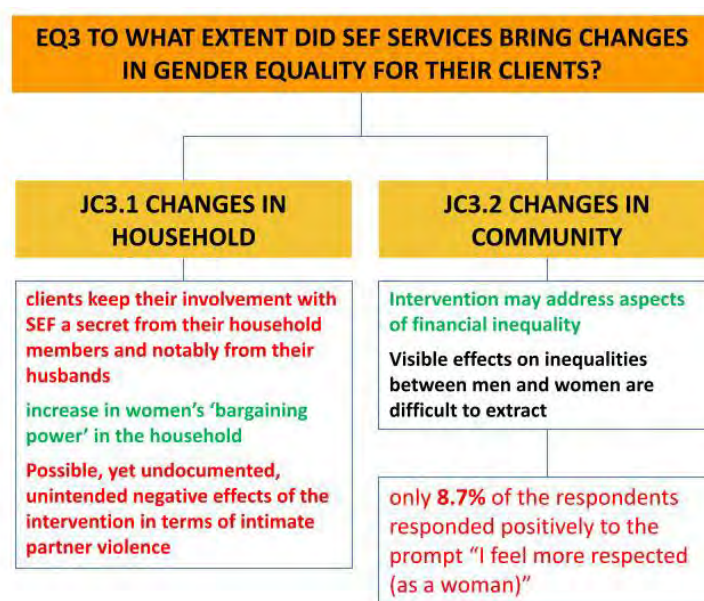 EQ3 TO WHAT EXTENT DID SEF SERVICES BRING CHANGES
IN GENDER EQUALITY FOR THEIR CLIENTS?
JC3.1 CHANGES IN
HOUSEHOLD
clients keep their involvement with
SEF a secret from their household
members and notably from their
husbands
increase in women's ‘bargaining
power’ in the household
Possible, yet undocumented,
unintended negative effects of the
intervention in terms of intimate
partner violence
JC3.2 CHANGES IN
COMMUNITY
Intervention may address aspects
of financial inequality
Visible effects on inequalities
between men and women are
difficult to extract
only 8.7% of the respondents
responded positively to the
prompt “I feel more respected
(as a woman)”